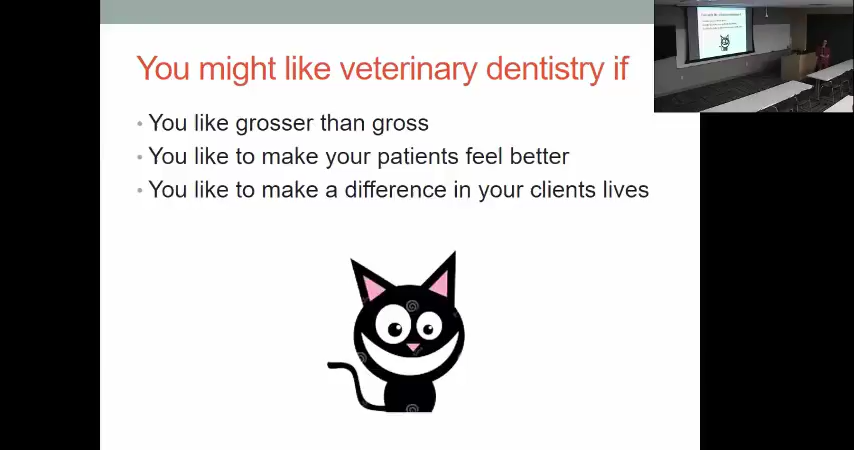 You might like veterinary dentistry if
• You like grosser than gross
• You like to make your patients feel better
• You like to make a difference in your clients lives